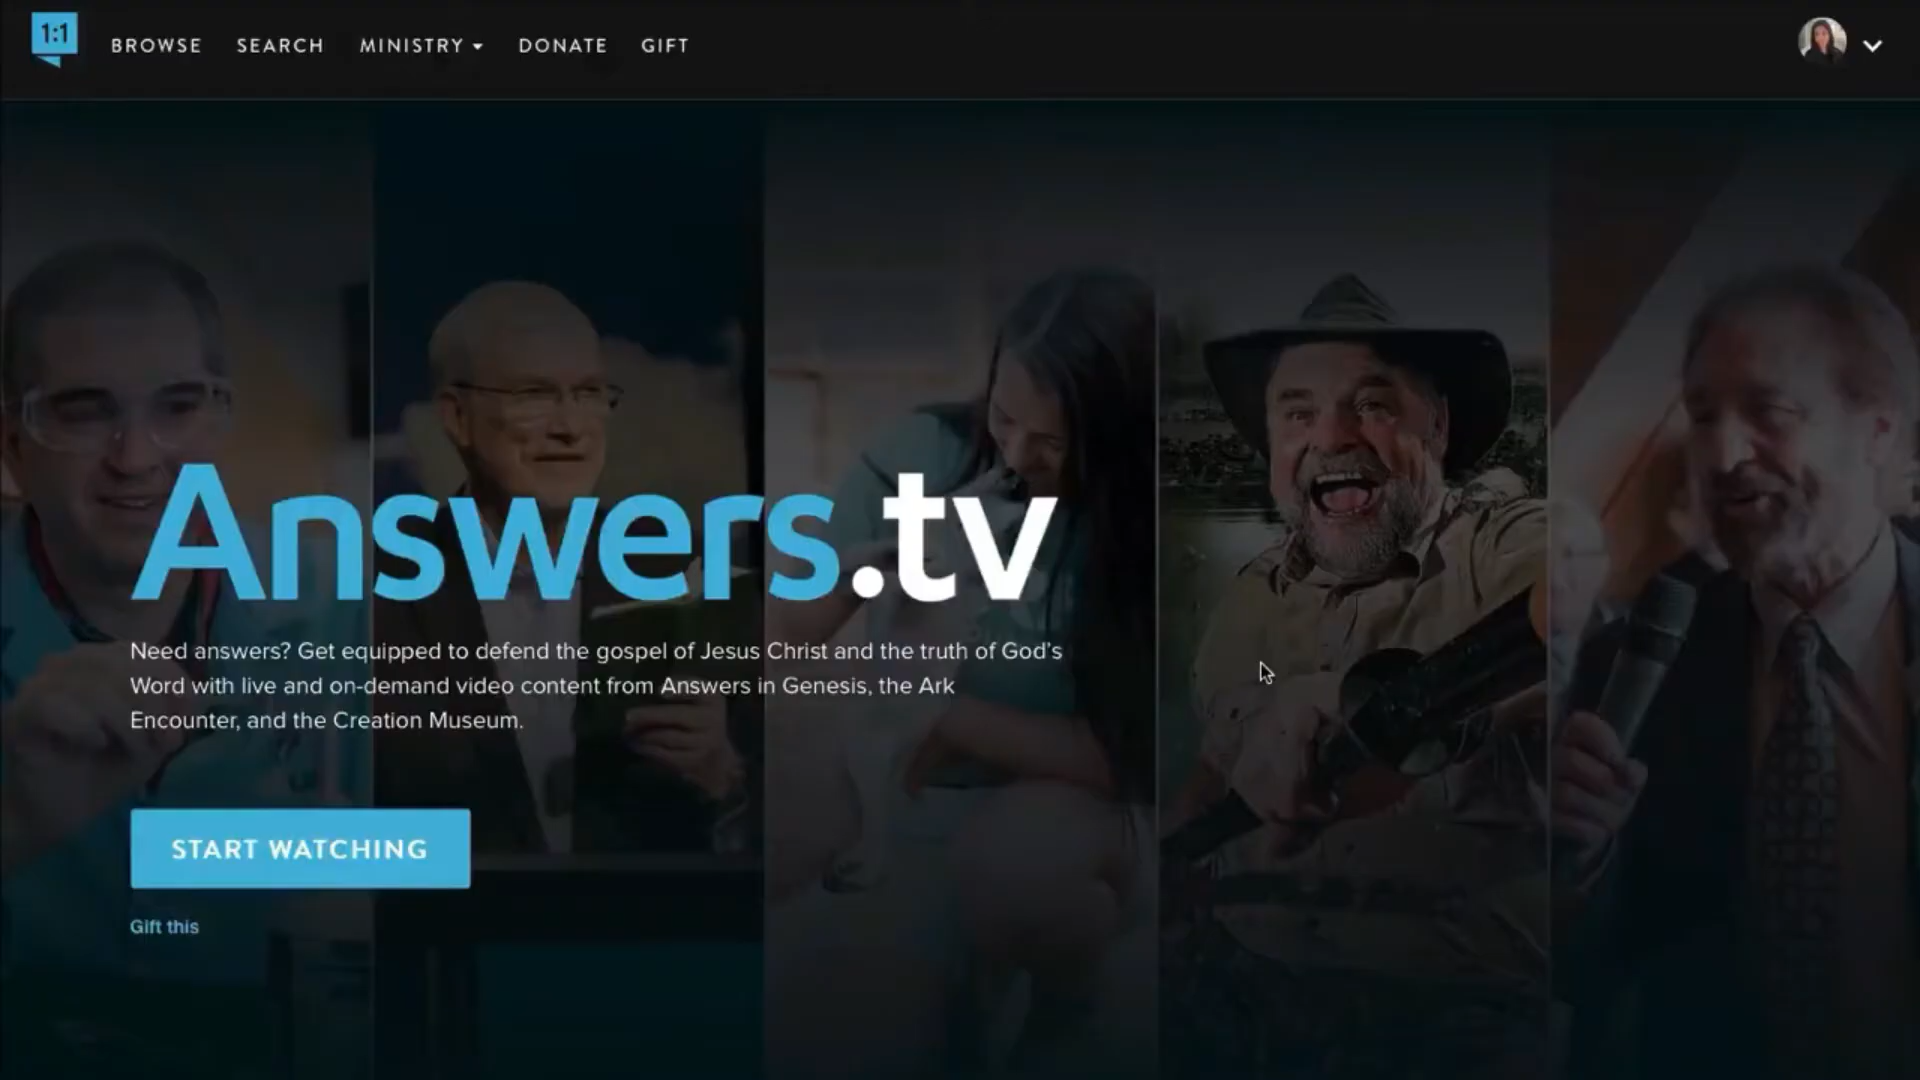 1:1
BROWSE
SEARCH
MINISTRY
DONATE
GIFT
Answers.tv
Need answers? Get equipped to defend the gospel of Jesus Christ and the truth of God's
Word with live and on-demand video content from Answers in Genesis, the Ark
Encounter, and the Creation Museum.
START WATCHING
Gift this